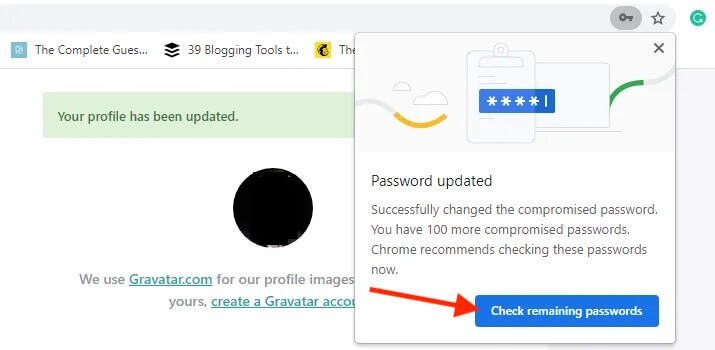 The Complete Gues...
39 Blogging Tools t...
The
Your profile has been updated.
****
Password updated
Successfully changed the compromised password.
You have 100 more compromised passwords.
Chrome recommends checking these passwords
now.
We use Gravatar.com for our profile images
yours, create a Gravatar accou
Check remaining passwords